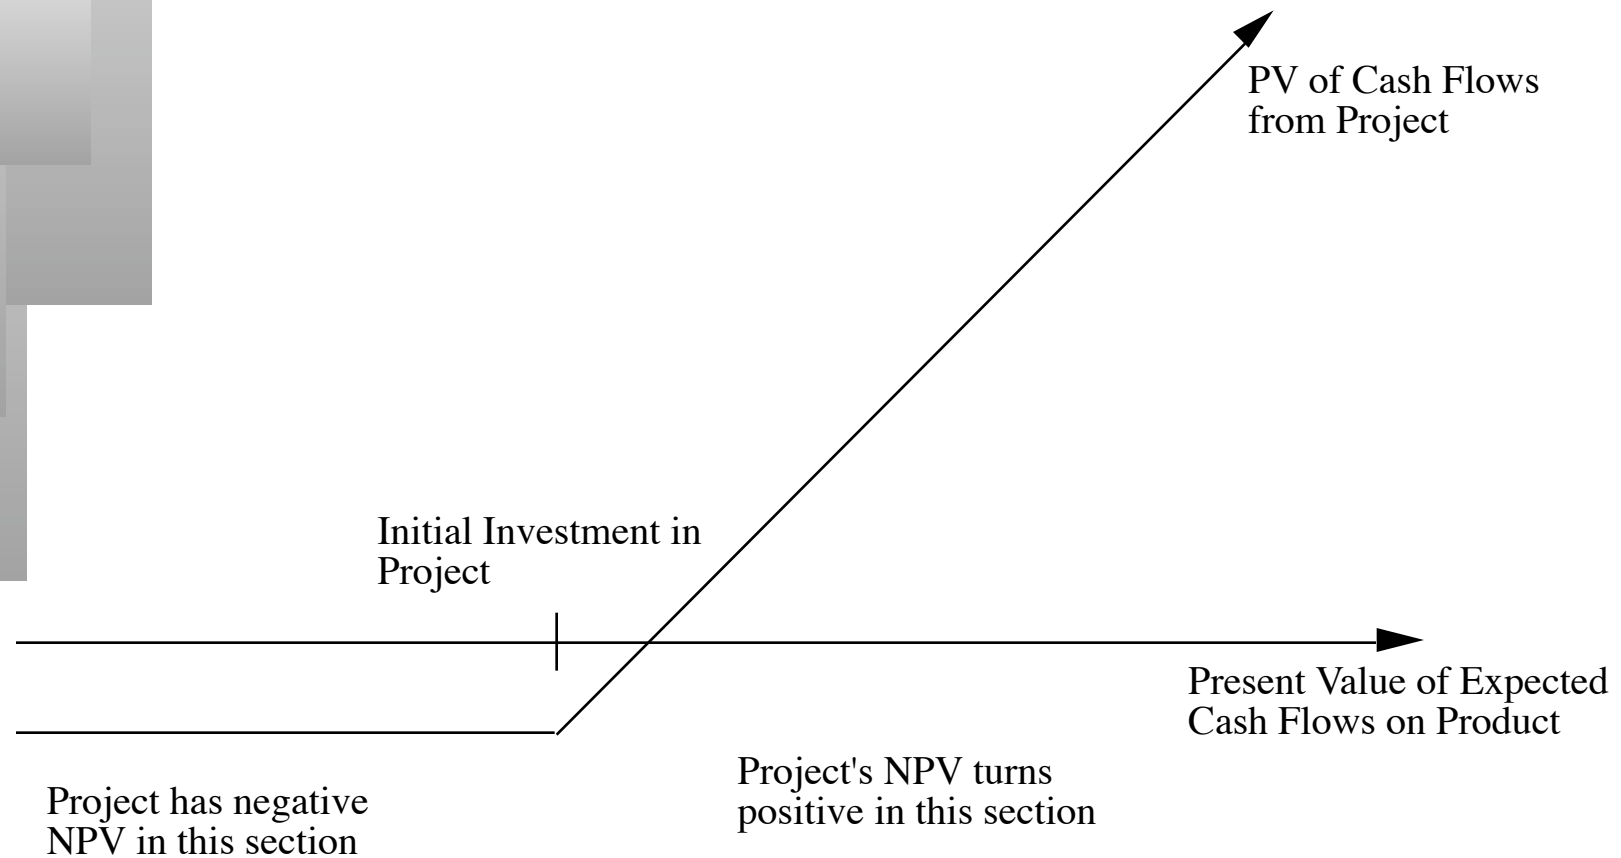 PV of Cash Flows
from Project
Initial Investment in
Project
Present Value of Expected
Cash Flows on Product
Project's NPV turns
positive in this section
Project has negative
NPV in this section